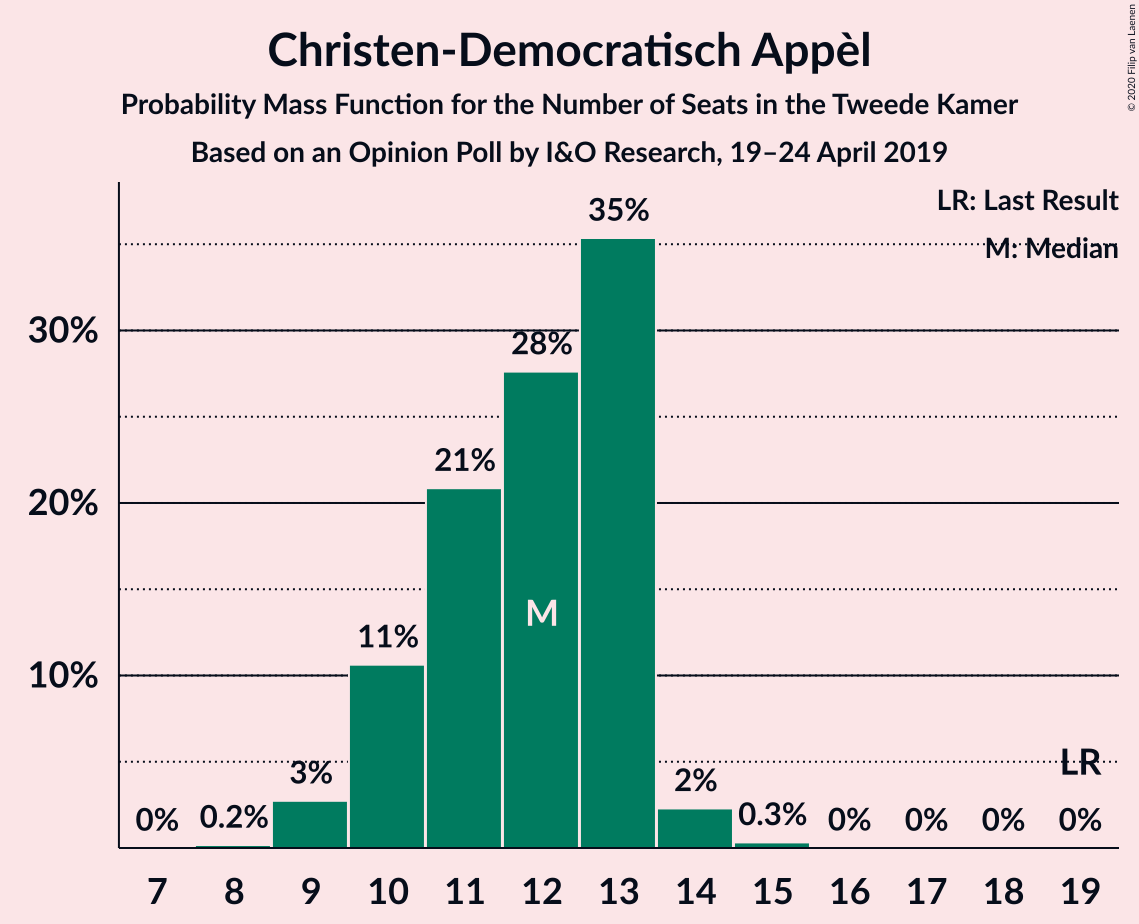 Christen-Democratisch Appèl
Probability Mass Function for the Number of Seats in the Tweede Kamer
Based on an Opinion Poll by I&O Research, 19–24 April 2019
© 2020 Filip van Laenen
LR: Last Result
M: Median
35%
30%
28%
21%
20%
M
11%
10%
LR
3%
2%
0%
0.2%
0.3%
0%
0%
0%
0%
7 8 9 10 11 12 13 14 15 16 17 18 19